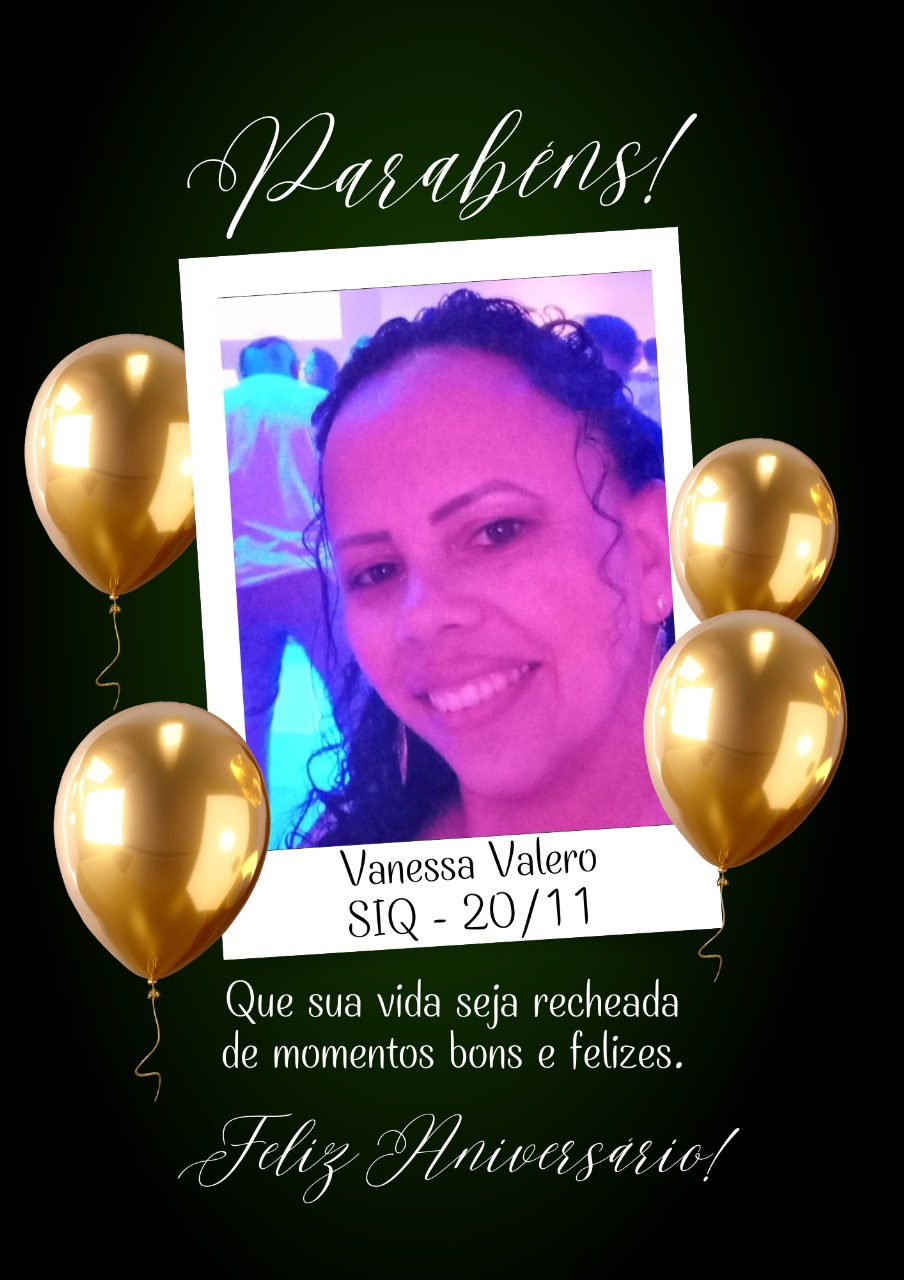 Parabéns!
Vanessa Valero
SIQ - 20/11
Que sua vida seja recheada
de momentos bons e felizes.
Feliz Aniversário!